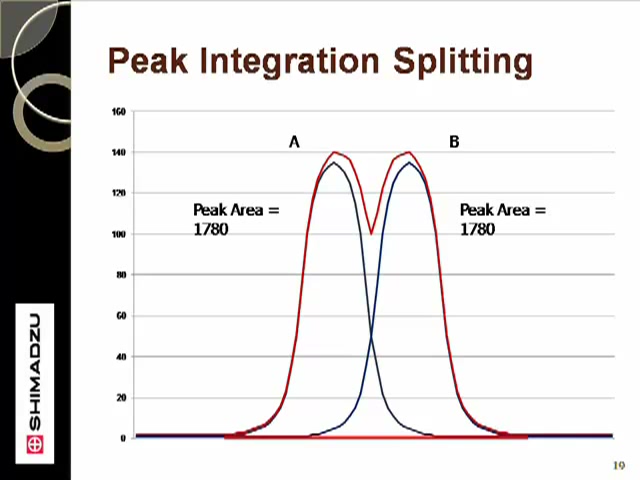 Peak Integration Splitting
160
140
120
100
80
60
40
20
0
A
B
Peak Area =
1780
Peak Area =
1780
SHIMADZU
19